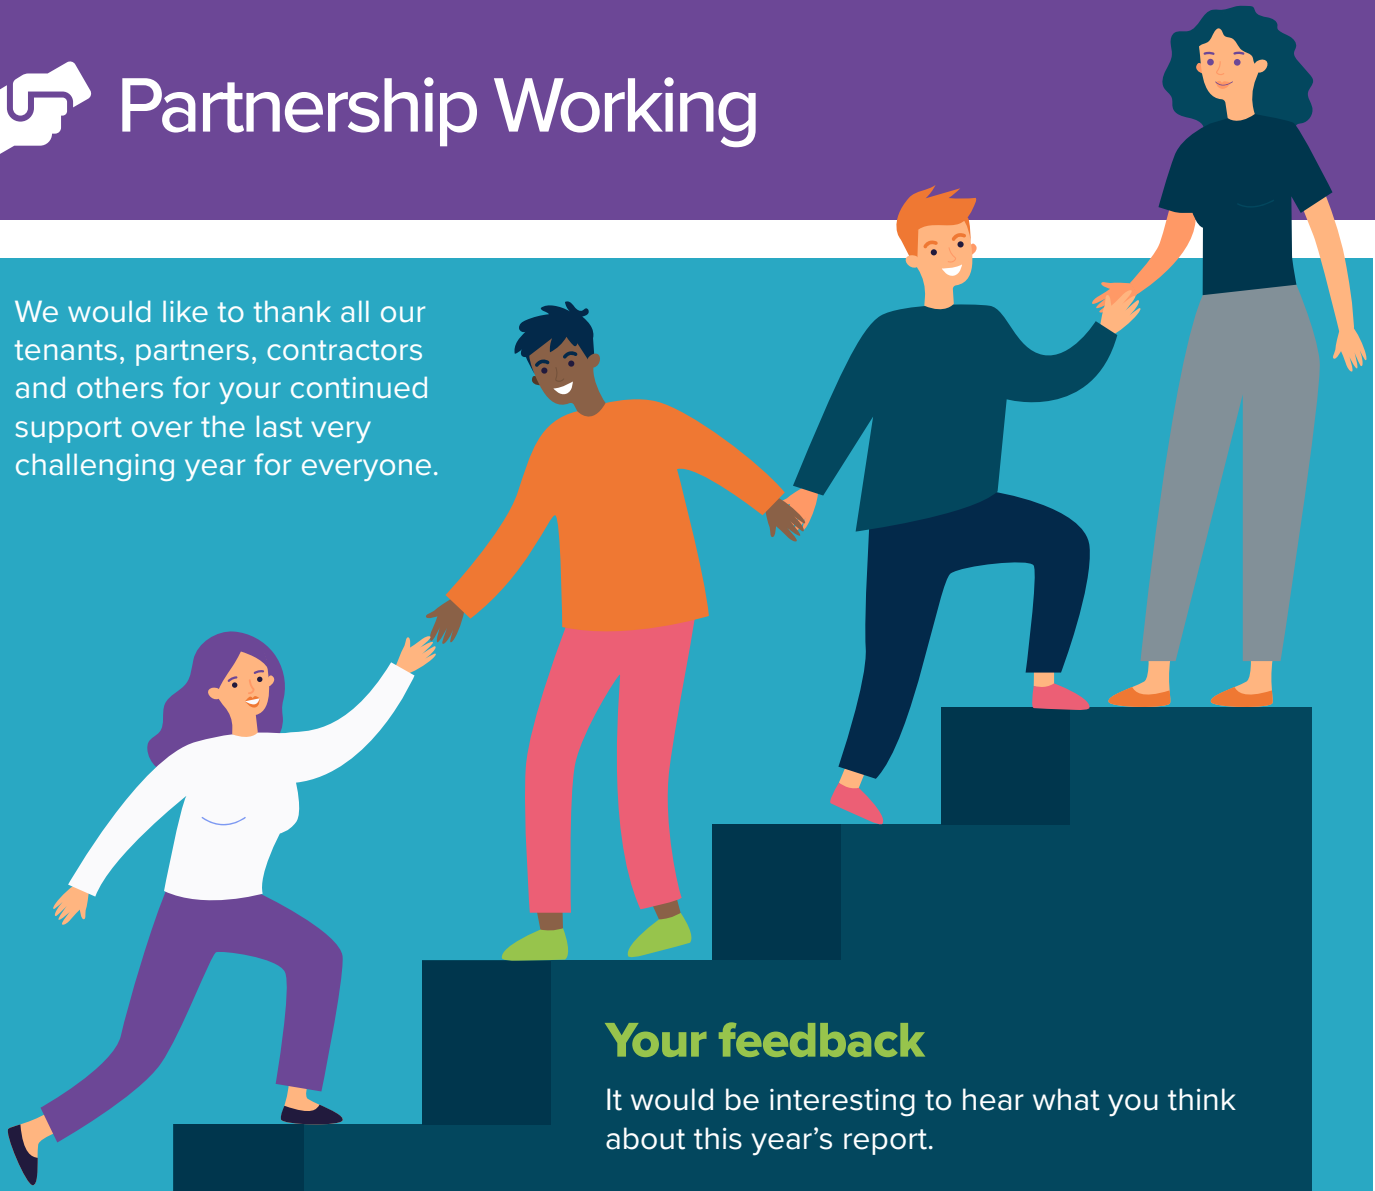 Partnership Working
We would like to thank all our
tenants, partners, contractors
and others for your continued
support over the last very
challenging year for everyone.
Your feedback
It would be interesting to hear what you think
about this year’s report.